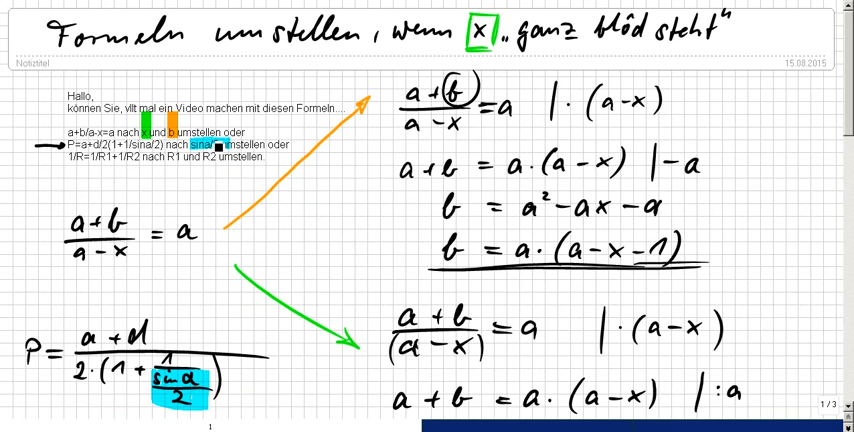 Formeln umstellen, wenn x „ganz blöd steht"
Notiztitel
15.08.2015
Hallo,
können Sie, vllt mal ein Video machen mit diesen Formeln....
a+b/a-x=a nach x und b umstellen oder
P=a+d/2(1+1/sina/2) nach sina/2 umstellen oder
1/R=1/R1+1/R2 nach R1 und R2 umstellen.
(a+b)/(a-x) = a
P = (a+d)/(2·(1+1/(sin α/2)))
(a+b)/(a-x) = a |·(a-x)
a+b = a·(a-x) |-a
b = a²-ax-a
b = a·(a-x-1)
(a+b)/(a-x) = a |·(a-x)
a+b = a·(a-x) |:a
1
1/3